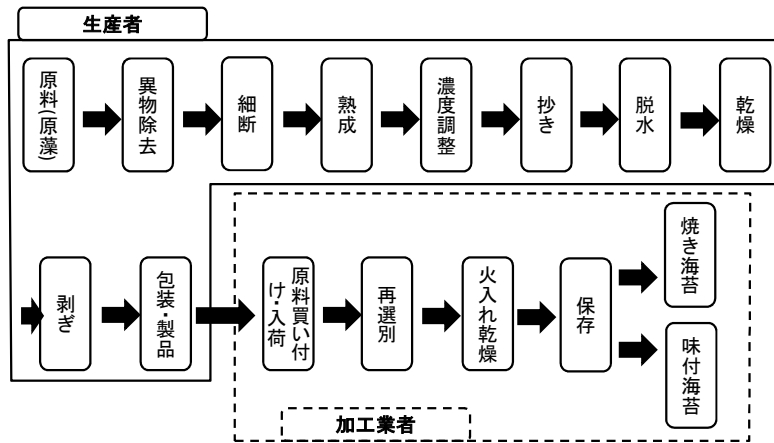 生産者
原料(原藻)
異物除去
細断
熟成
濃度調整
抄き
脱水
乾燥
剥ぎ
包装・製品
原料買い付
け・入荷
再選別
火入れ乾燥
保存
焼き海苔
味付海苔
加工業者